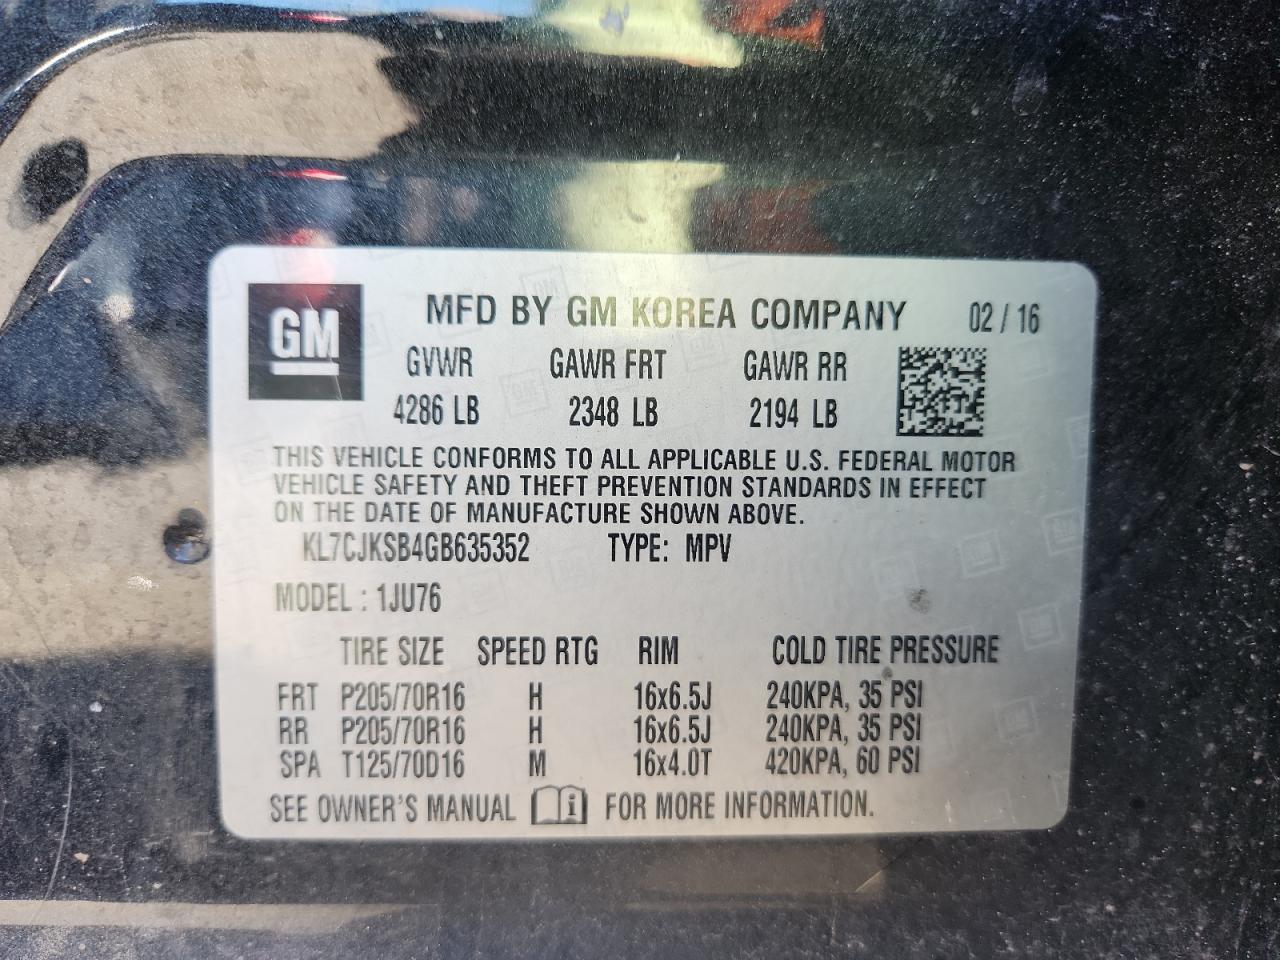 GM
MFD BY GM KOREA COMPANY 02 / 16
GVWR GAWR FRT GAWR RR
4286 LB 2348 LB 2194 LB
THIS VEHICLE CONFORMS TO ALL APPLICABLE U.S. FEDERAL MOTOR
VEHICLE SAFETY AND THEFT PREVENTION STANDARDS IN EFFECT
ON THE DATE OF MANUFACTURE SHOWN ABOVE.
KL7CJKSB4GB635352 TYPE: MPV
MODEL : 1JU76
TIRE SIZE SPEED RTG RIM COLD TIRE PRESSURE
FRT P205/70R16 H 16x6.5J 240KPA, 35 PSI
RR P205/70R16 H 16x6.5J 240KPA, 35 PSI
SPA T125/70D16 M 16x4.0T 420KPA, 60 PSI
SEE OWNER'S MANUAL i FOR MORE INFORMATION.